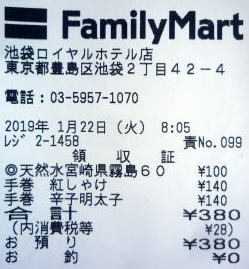 FamilyMart
池袋ロイヤルホテル店
東京都豊島区池袋２丁目４２－４
電話：03-5957-1070
2019年 1月22日（火） 8:05
ﾚｼﾞ 2-1458 責No.099
領 収 証
◎天然水宮崎県霧島６０ ¥100
手巻 紅しゃけ ¥140
手巻 辛子明太子 ¥140
合 計 ¥380
（内消費税等 ¥28）
お 預 り ¥380
お 釣 ¥0